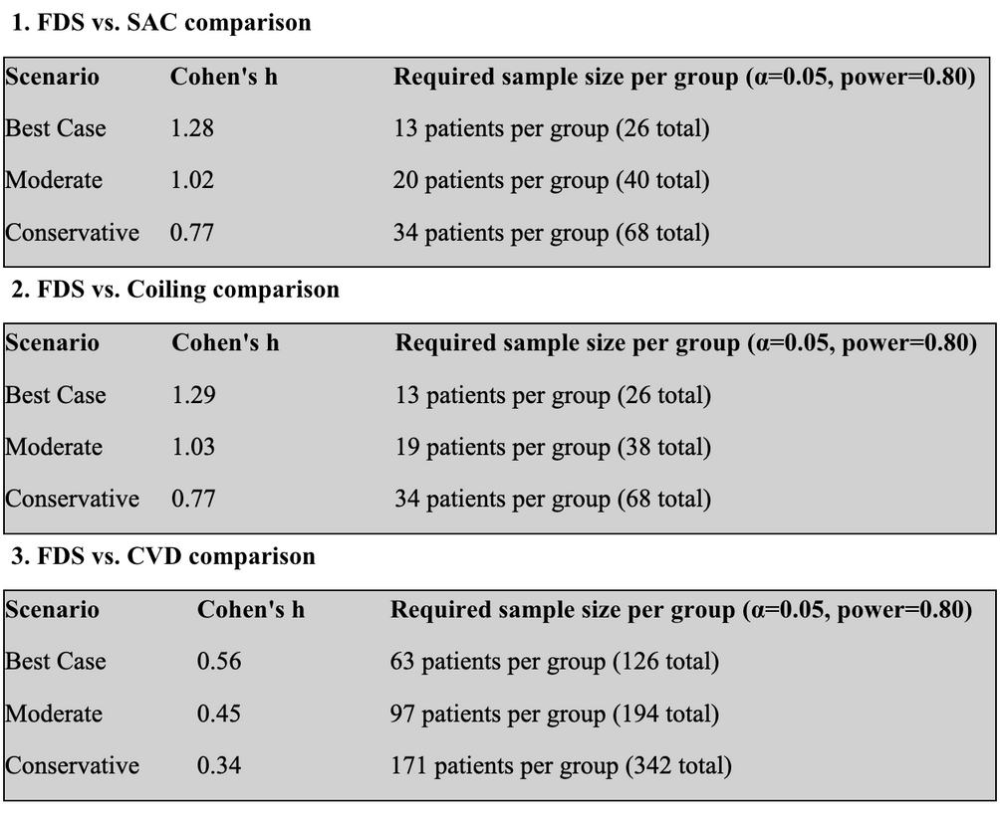 1. FDS vs. SAC comparison
Scenario Cohen's h Required sample size per group (α=0.05, power=0.80)
Best Case 1.28 13 patients per group (26 total)
Moderate 1.02 20 patients per group (40 total)
Conservative 0.77 34 patients per group (68 total)
2. FDS vs. Coiling comparison
Scenario Cohen's h Required sample size per group (α=0.05, power=0.80)
Best Case 1.29 13 patients per group (26 total)
Moderate 1.03 19 patients per group (38 total)
Conservative 0.77 34 patients per group (68 total)
3. FDS vs. CVD comparison
Scenario Cohen's h Required sample size per group (α=0.05, power=0.80)
Best Case 0.56 63 patients per group (126 total)
Moderate 0.45 97 patients per group (194 total)
Conservative 0.34 171 patients per group (342 total)